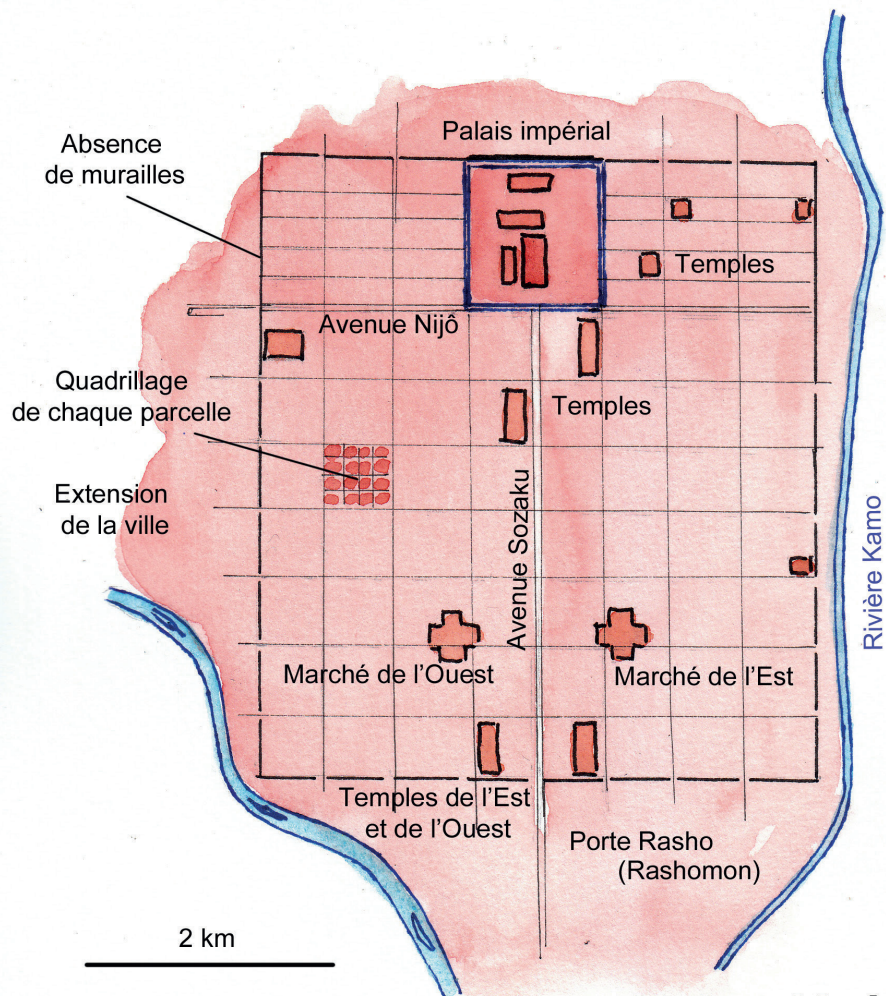 Palais impérial
Absence
de murailles
Temples
Avenue Nijô
Quadrillage
de chaque parcelle
Temples
Extension
de la ville
Avenue Sozaku
Rivière Kamo
Marché de l'Ouest
Marché de l'Est
Temples de l'Est
et de l'Ouest
Porte Rasho
(Rashomon)
2 km